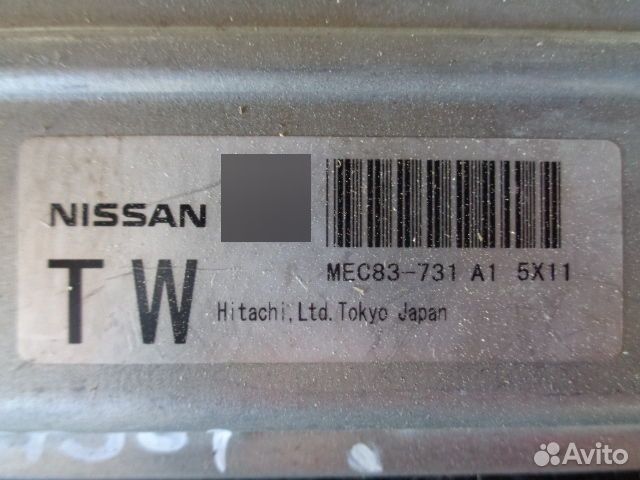 NISSAN
MEC83-731 A1 5X11
TW
Hitachi,Ltd.Tokyo Japan
Avito